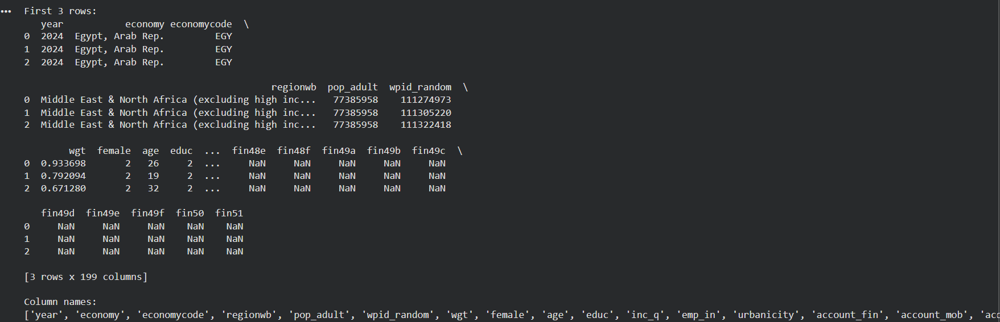 ••• First 3 rows:
year economy economycode \
0 2024 Egypt, Arab Rep. EGY
1 2024 Egypt, Arab Rep. EGY
2 2024 Egypt, Arab Rep. EGY
regionwb pop_adult wpid_random \
0 Middle East & North Africa (excluding high inc... 77385958 111274973
1 Middle East & North Africa (excluding high inc... 77385958 111305220
2 Middle East & North Africa (excluding high inc... 77385958 111322418
wgt female age educ ... fin48e fin48f fin49a fin49b fin49c \
0 0.933698 2 26 2 ... NaN NaN NaN NaN NaN
1 0.792094 2 19 2 ... NaN NaN NaN NaN NaN
2 0.671280 2 32 2 ... NaN NaN NaN NaN NaN
fin49d fin49e fin49f fin50 fin51
0 NaN NaN NaN NaN NaN
1 NaN NaN NaN NaN NaN
2 NaN NaN NaN NaN NaN
[3 rows x 199 columns]
Column names:
['year', 'economy', 'economycode', 'regionwb', 'pop_adult', 'wpid_random', 'wgt', 'female', 'age', 'educ', 'inc_q', 'emp_in', 'urbanicity', 'account_fin', 'account_mob',